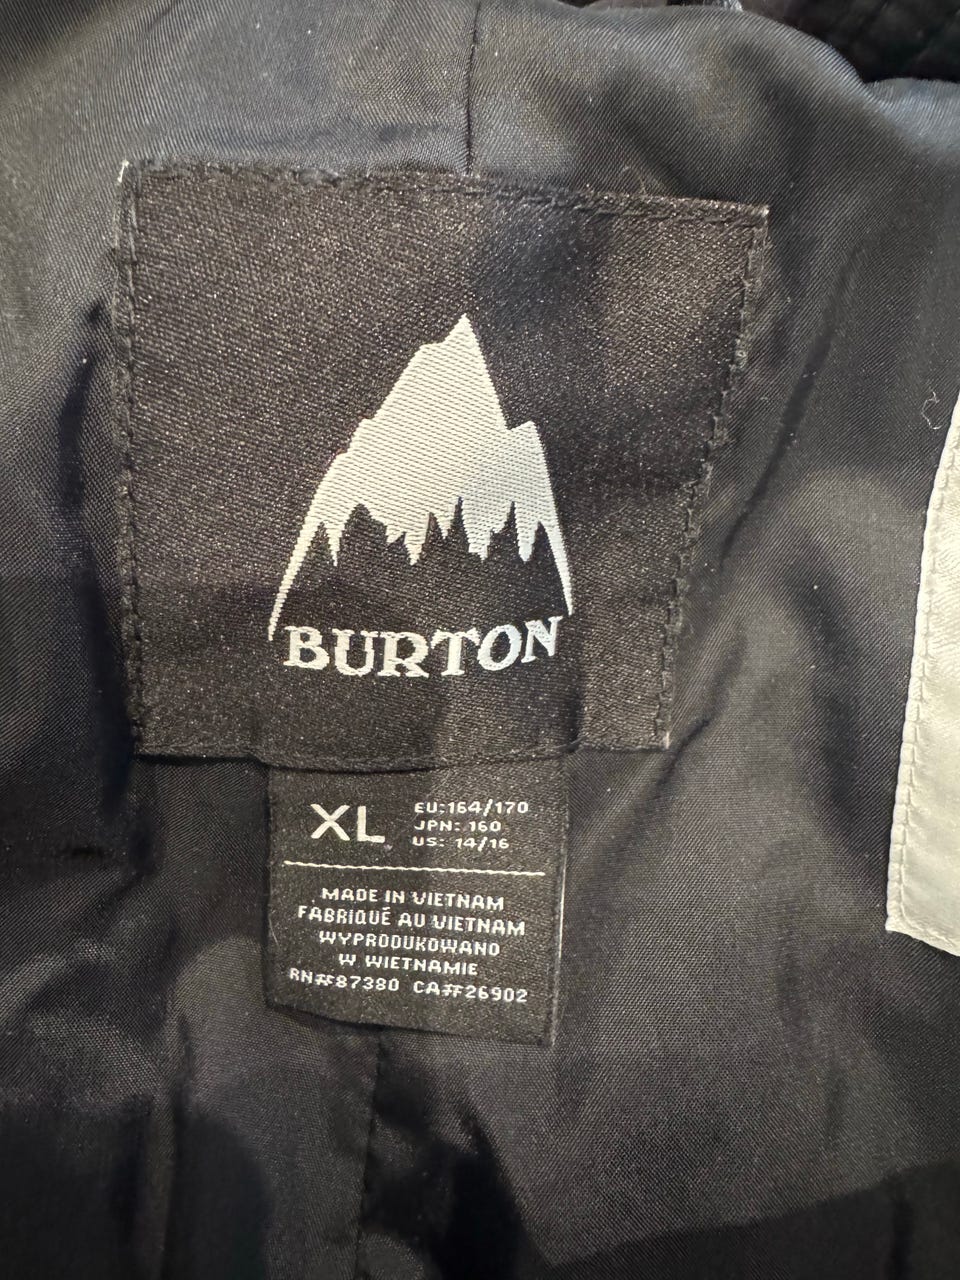 BURTON
XL
EU:164/170
JPN: 160
US: 14/16
MADE IN VIETNAM
FABRIQUÉ AU VIETNAM
WYPRODUKOWANO
W WIETNAMIE
RN#87380 CA#26902